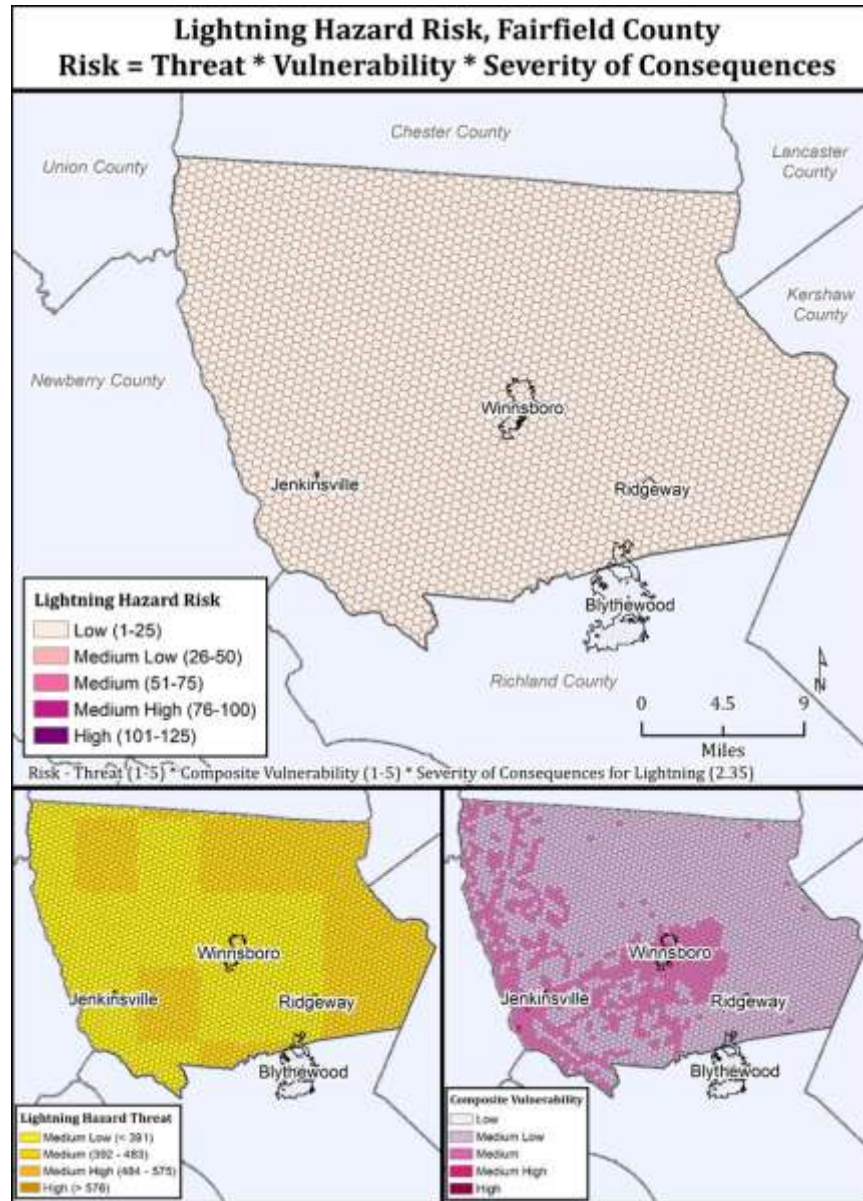 Lightning Hazard Risk, Fairfield County
Risk = Threat * Vulnerability * Severity of Consequences
Chester County
Union County
Lancaster
County
Kershaw
County
Newberry County
Winnsboro
Jenkinsville
Ridgeway
Blythewood
Richland County
Lightning Hazard Risk
Low (1-25)
Medium Low (26-50)
Medium (51-75)
Medium High (76-100)
High (101-125)
N
0 4.5 9
Miles
Risk - Threat (1-5) * Composite Vulnerability (1-5) * Severity of Consequences for Lightning (2.35)
Winnsboro
Jenkinsville
Ridgeway
Blythewood
Lightning Hazard Threat
Medium Low (< 391)
Medium (392 - 483)
Medium High (484 - 575)
High (> 576)
Winnsboro
Jenkinsville
Ridgeway
Blythewood
Composite Vulnerability
Low
Medium Low
Medium
Medium High
High